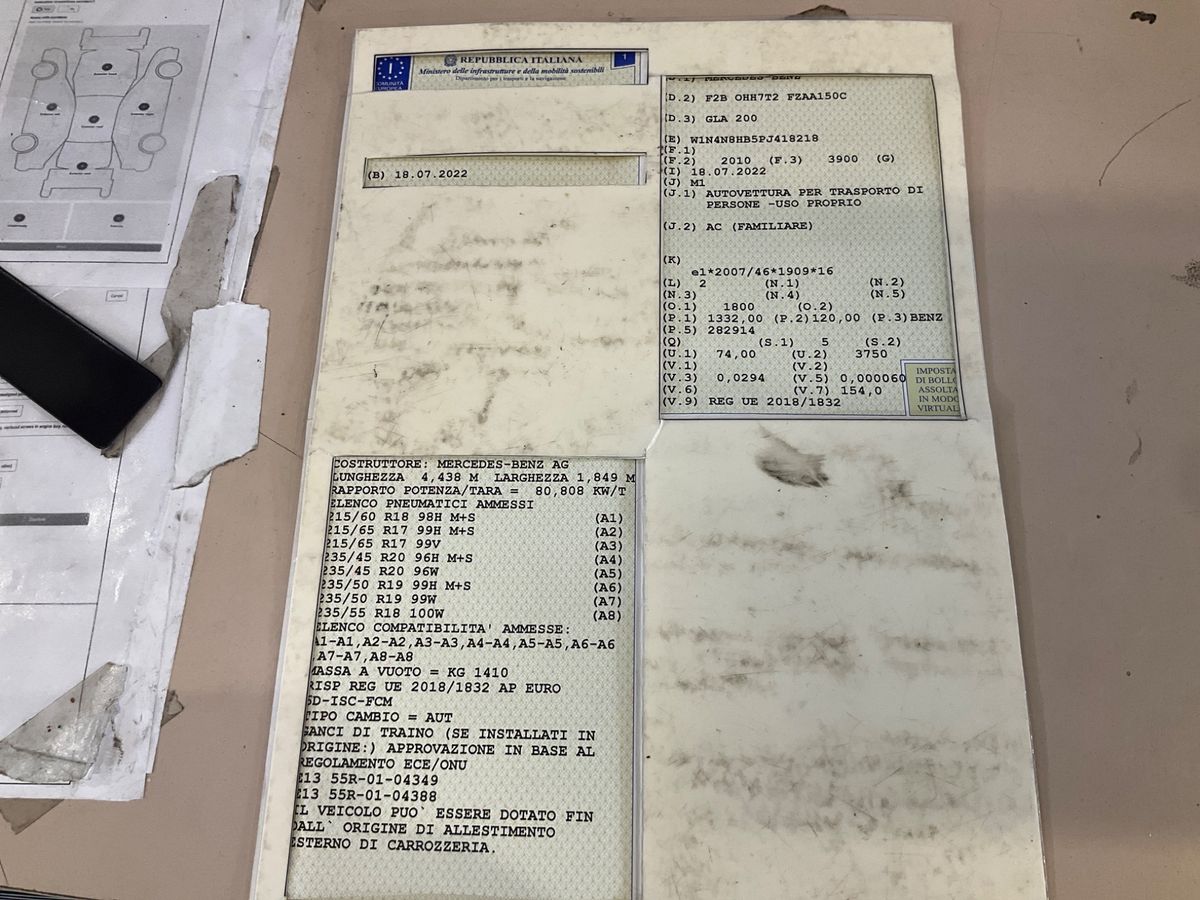 REPUBBLICA ITALIANA
1
Ministero delle infrastrutture e della mobilità sostenibili
Dipartimento per i trasporti e la navigazione
I
COMUNITÀ
EUROPEA
(B) 18.07.2022
MERCEDES-BENZ
(D.2) F2B OHH7T2 FZAA150C
(D.3) GLA 200
(E) W1N4N8HB5PJ418218
(F.1)
(F.2) 2010 (F.3) 3900 (G)
(I) 18.07.2022
(J) M1
(J.1) AUTOVETTURA PER TRASPORTO DI
PERSONE -USO PROPRIO
(J.2) AC (FAMILIARE)
(K)
e1*2007/46*1909*16
(L) 2 (N.1) (N.2)
(N.3) (N.4) (N.5)
(O.1) 1800 (O.2)
(P.1) 1332,00 (P.2)120,00 (P.3)BENZ
(P.5) 282914
(Q) (S.1) 5 (S.2)
(U.1) 74,00 (U.2) 3750
(V.1) (V.2)
(V.3) 0,0294 (V.5) 0,000060
(V.6) (V.7) 154,0
(V.9) REG UE 2018/1832
IMPOSTA
DI BOLLO
ASSOLTA
IN MODO
VIRTUAL
COSTRUTTORE: MERCEDES-BENZ AG
LUNGHEZZA 4,438 M LARGHEZZA 1,849 M
RAPPORTO POTENZA/TARA = 80,808 KW/T
ELENCO PNEUMATICI AMMESSI
215/60 R18 98H M+S (A1)
215/65 R17 99H M+S (A2)
215/65 R17 99V (A3)
235/45 R20 96H M+S (A4)
235/45 R20 96W (A5)
235/50 R19 99H M+S (A6)
235/50 R19 99W (A7)
235/55 R18 100W (A8)
ELENCO COMPATIBILITA' AMMESSE:
A1-A1,A2-A2,A3-A3,A4-A4,A5-A5,A6-A6
,A7-A7,A8-A8
MASSA A VUOTO = KG 1410
RISP REG UE 2018/1832 AP EURO
6D-ISC-FCM
TIPO CAMBIO = AUT
GANCI DI TRAINO (SE INSTALLATI IN
ORIGINE:) APPROVAZIONE IN BASE AL
REGOLAMENTO ECE/ONU
E13 55R-01-04349
E13 55R-01-04388
IL VEICOLO PUO` ESSERE DOTATO FIN
DALL` ORIGINE DI ALLESTIMENTO
ESTERNO DI CARROZZERIA.